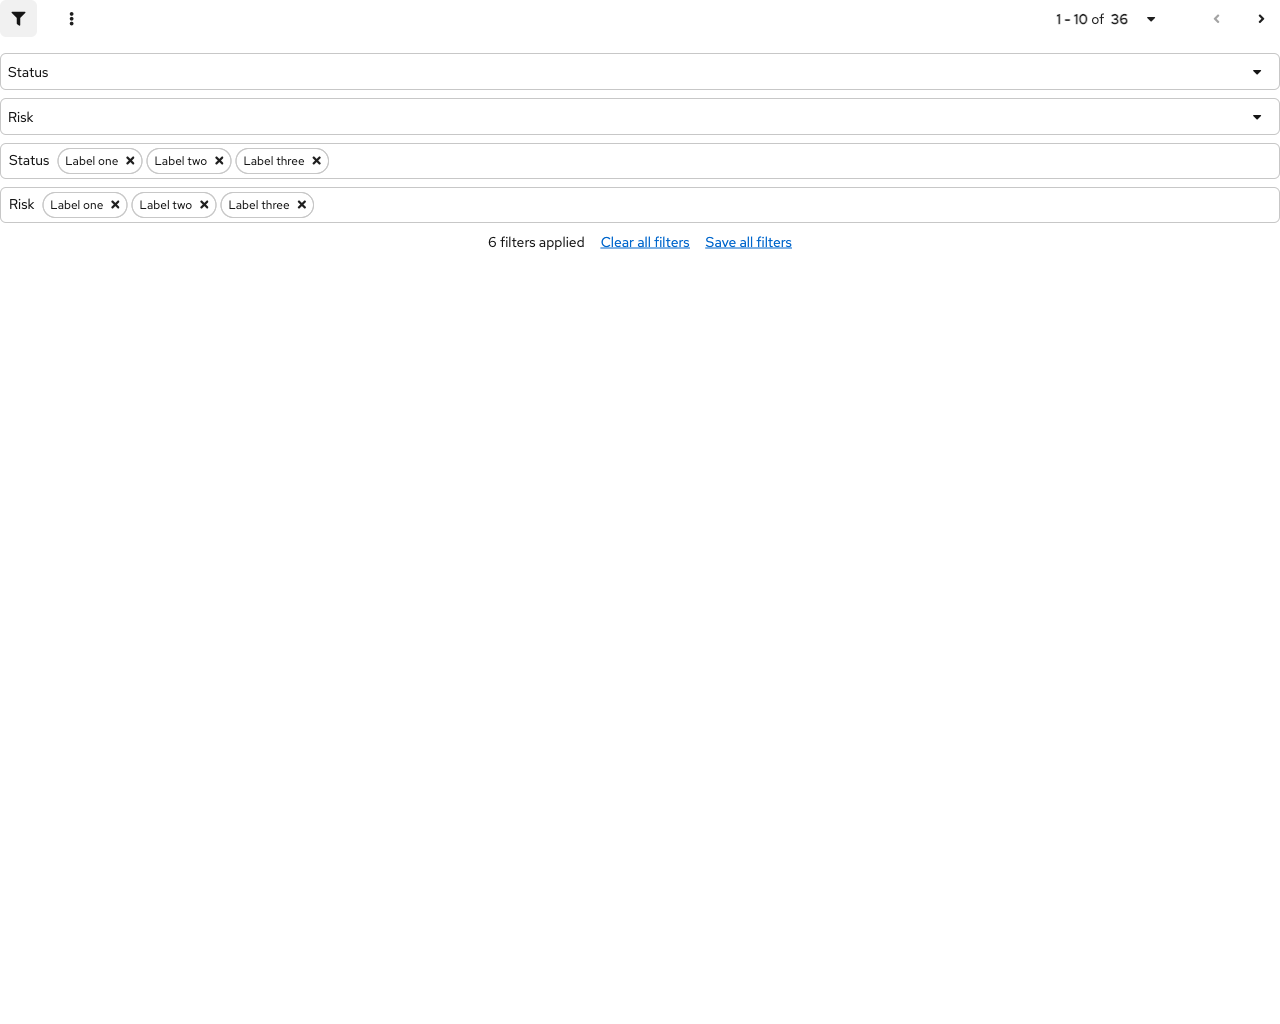 1 - 10 of 36
Status
Risk
Status Label one Label two Label three
Risk Label one Label two Label three
6 filters applied Clear all filters Save all filters